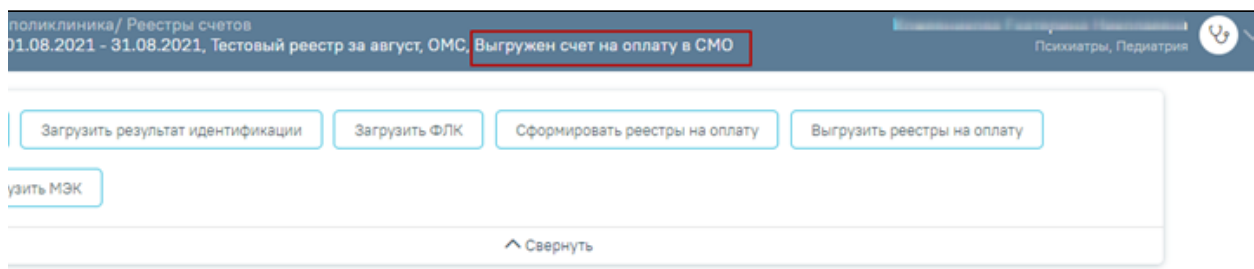 поликлиника/ Реестры счетов
01.08.2021 - 31.08.2021, Тестовый реестр за август, ОМС, Выгружен счет на оплату в СМО
Психиатры, Педиатрия
Загрузить результат идентификации
Загрузить ФЛК
Сформировать реестры на оплату
Выгрузить реестры на оплату
узить МЭК
Свернуть